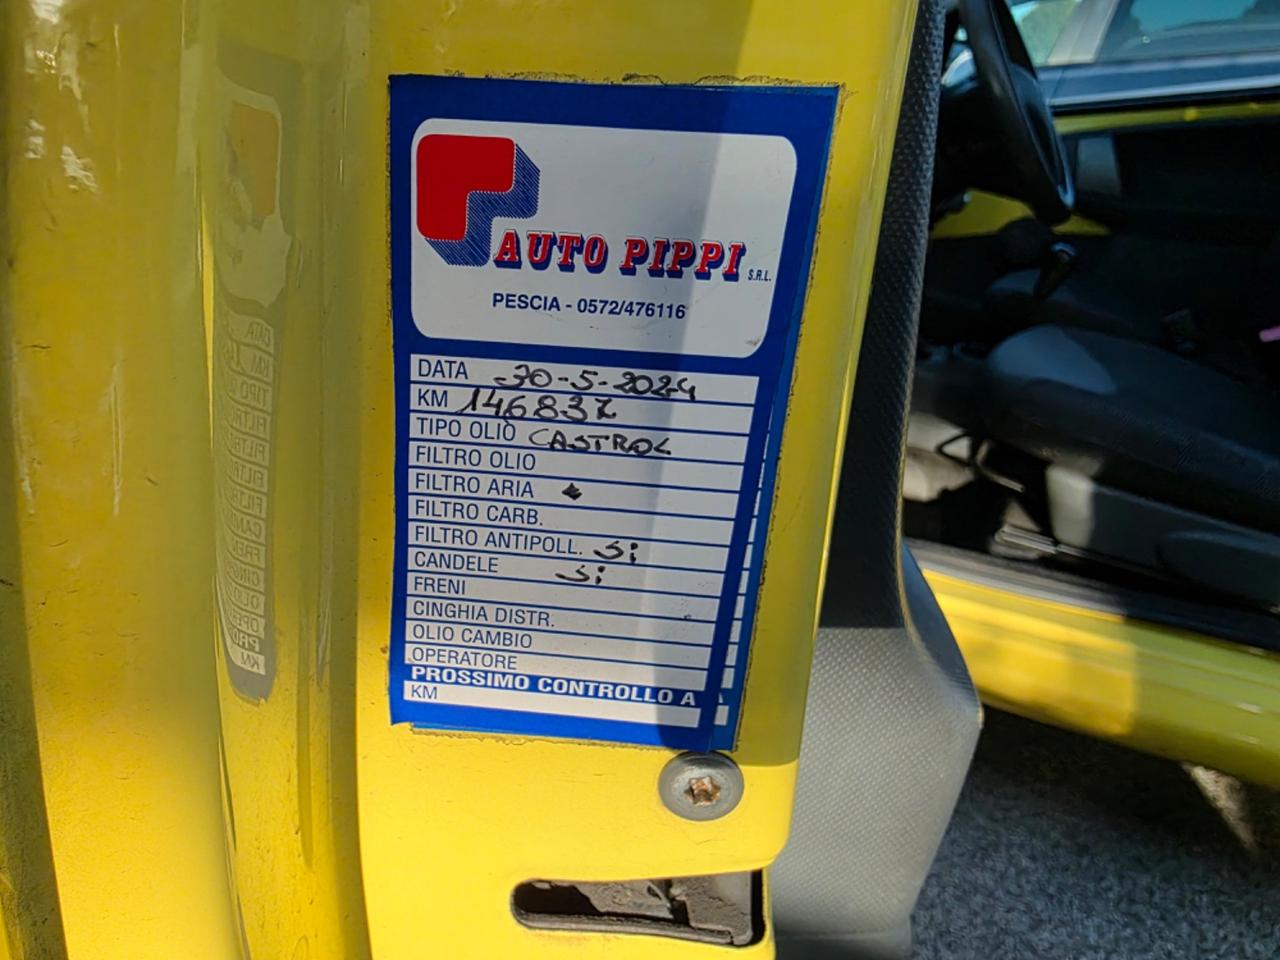 AUTO PIPPI S.R.L.
PESCIA - 0572/476116
DATA 30-5-2024
KM 146837
TIPO OLIO CASTROL
FILTRO OLIO
FILTRO ARIA
FILTRO CARB.
FILTRO ANTIPOLL. Si
CANDELE Si
FRENI
CINGHIA DISTR.
OLIO CAMBIO
OPERATORE
PROSSIMO CONTROLLO A
KM